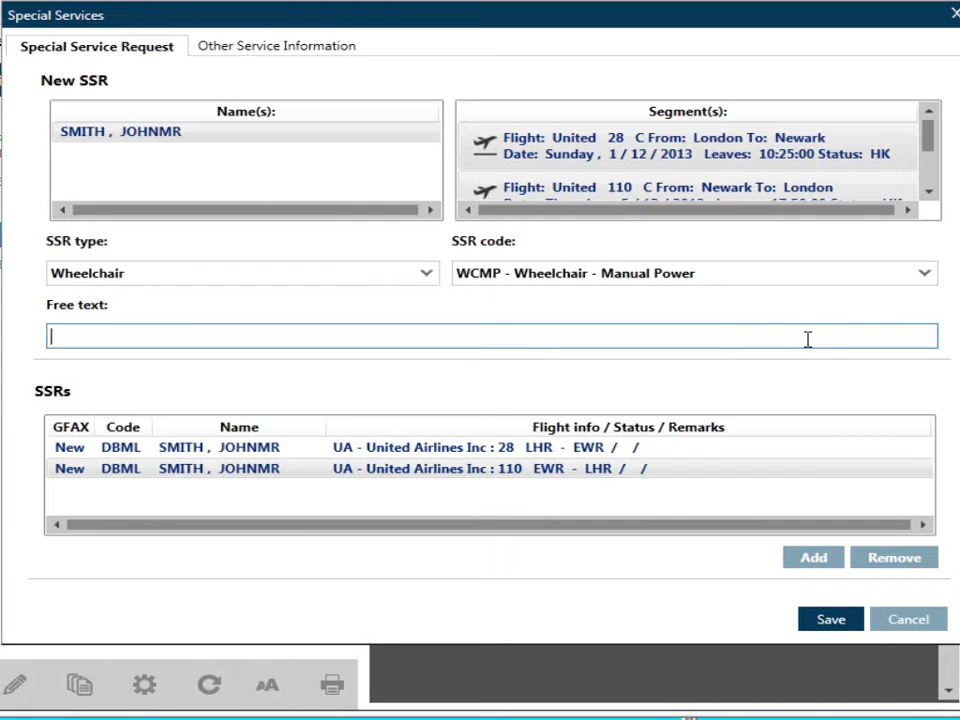 Special Services
Special Service Request
Other Service Information
New SSR
Name(s):
SMITH , JOHNMR
Segment(s):
Flight: United 28 C From: London To: Newark
Date: Sunday , 1 / 12 / 2013 Leaves: 10:25:00 Status: HK
Flight: United 110 C From: Newark To: London
SSR type:
SSR code:
Wheelchair
WCMP - Wheelchair - Manual Power
Free text:
SSRs
GFAX Code Name Flight info / Status / Remarks
New DBML SMITH , JOHNMR UA - United Airlines Inc : 28 LHR - EWR / /
New DBML SMITH , JOHNMR UA - United Airlines Inc : 110 EWR - LHR / /
Add
Remove
Save
Cancel
AA